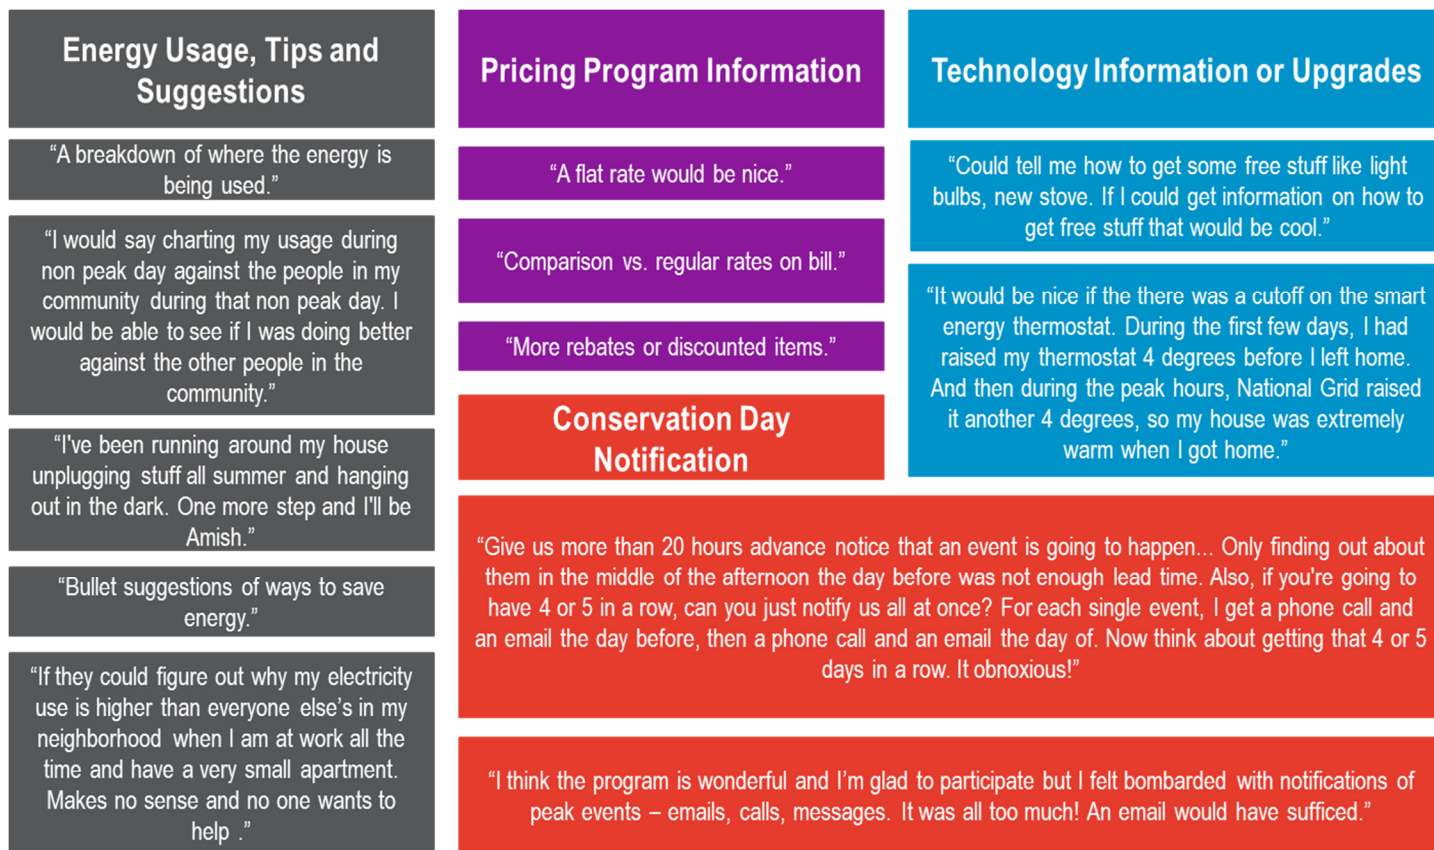 Energy Usage, Tips and
Suggestions
“A breakdown of where the energy is
being used.”
“I would say charting my usage during
non peak day against the people in my
community during that non peak day. I
would be able to see if I was doing better
against the other people in the
community.”
“I've been running around my house
unplugging stuff all summer and hanging
out in the dark. One more step and I'll be
Amish.”
“Bullet suggestions of ways to save
energy.”
“If they could figure out why my electricity
use is higher than everyone else’s in my
neighborhood when I am at work all the
time and have a very small apartment.
Makes no sense and no one wants to
help .”
Pricing Program Information
“A flat rate would be nice.”
“Comparison vs. regular rates on bill.”
“More rebates or discounted items.”
Technology Information or Upgrades
“Could tell me how to get some free stuff like light
bulbs, new stove. If I could get information on how to
get free stuff that would be cool.”
“It would be nice if the there was a cutoff on the smart
energy thermostat. During the first few days, I had
raised my thermostat 4 degrees before I left home.
And then during the peak hours, National Grid raised
it another 4 degrees, so my house was extremely
warm when I got home.”
Conservation Day
Notification
“Give us more than 20 hours advance notice that an event is going to happen... Only finding out about
them in the middle of the afternoon the day before was not enough lead time. Also, if you're going to
have 4 or 5 in a row, can you just notify us all at once? For each single event, I get a phone call and
an email the day before, then a phone call and an email the day of. Now think about getting that 4 or 5
days in a row. It obnoxious!”
“I think the program is wonderful and I’m glad to participate but I felt bombarded with notifications of
peak events – emails, calls, messages. It was all too much! An email would have sufficed.”